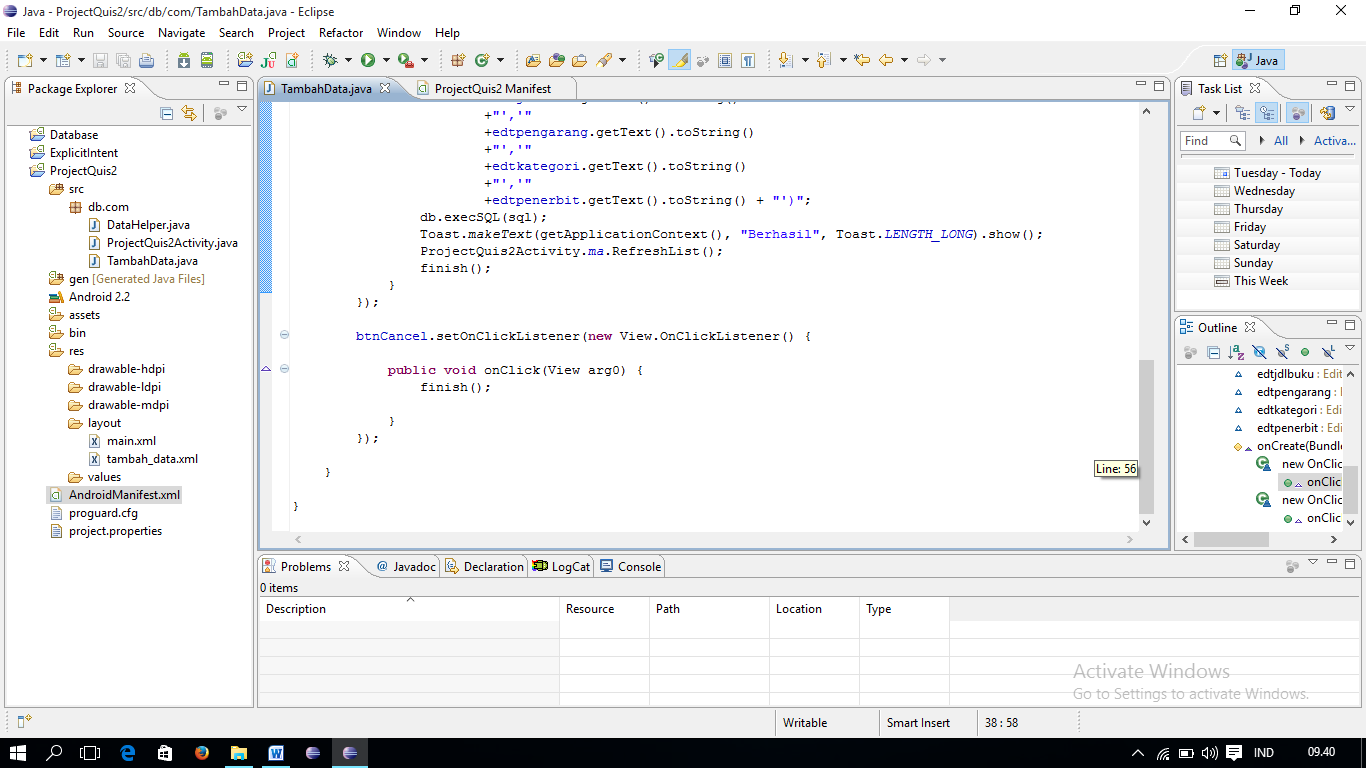 Java - ProjectQuis2/src/db/com/TambahData.java - Eclipse
File Edit Run Source Navigate Search Project Refactor Window Help
Java
Package Explorer
Database
ExplicitIntent
ProjectQuis2
src
db.com
DataHelper.java
ProjectQuis2Activity.java
TambahData.java
gen [Generated Java Files]
Android 2.2
assets
bin
res
drawable-hdpi
drawable-ldpi
drawable-mdpi
layout
main.xml
tambah_data.xml
values
AndroidManifest.xml
proguard.cfg
project.properties
TambahData.java ProjectQuis2 Manifest
+"','"
+edtpengarang.getText().toString()
+"','"
+edtkategori.getText().toString()
+"','"
+edtpenerbit.getText().toString() + "')";
db.execSQL(sql);
Toast.makeText(getApplicationContext(), "Berhasil", Toast.LENGTH_LONG).show();
ProjectQuis2Activity.ma.RefreshList();
finish();
}
});
btnCancel.setOnClickListener(new View.OnClickListener() {
public void onClick(View arg0) {
finish();
}
});
}
}
Line: 56
Task List
Find All Activa...
Tuesday - Today
Wednesday
Thursday
Friday
Saturday
Sunday
This Week
Outline
edtjdlbuku : Edit
edtpengarang :
edtkategori : Edi
edtpenerbit : Edi
onCreate(Bundl
new OnClic
onClic
new OnClic
onClic
Problems @ Javadoc Declaration LogCat Console
0 items
Description Resource Path Location Type
Activate Windows
Go to Settings to activate Windows.
Writable Smart Insert 38 : 58
IND 09.40